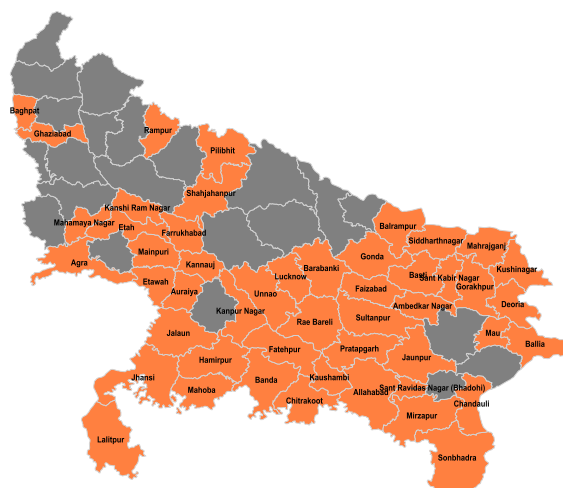 Baghpat
Ghaziabad
Rampur
Pilibhit
Shahjahanpur
Kanshi Ram Nagar
Mahamaya Nagar
Etah
Farrukhabad
Balrampur
Siddharthnagar
Mahrajganj
Mainpuri
Agra
Kannauj
Gonda
Kushinagar
Barabanki
Lucknow
Basti
Sant Kabir Nagar
Gorakhpur
Etawah
Auraiya
Unnao
Faizabad
Ambedkar Nagar
Deoria
Kanpur Nagar
Rae Bareli
Sultanpur
Jalaun
Mau
Ballia
Hamirpur
Fatehpur
Pratapgarh
Jaunpur
Jhansi
Mahoba
Banda
Kaushambi
Sant Ravidas Nagar (Bhadohi)
Allahabad
Chitrakoot
Chandauli
Mirzapur
Lalitpur
Sonbhadra